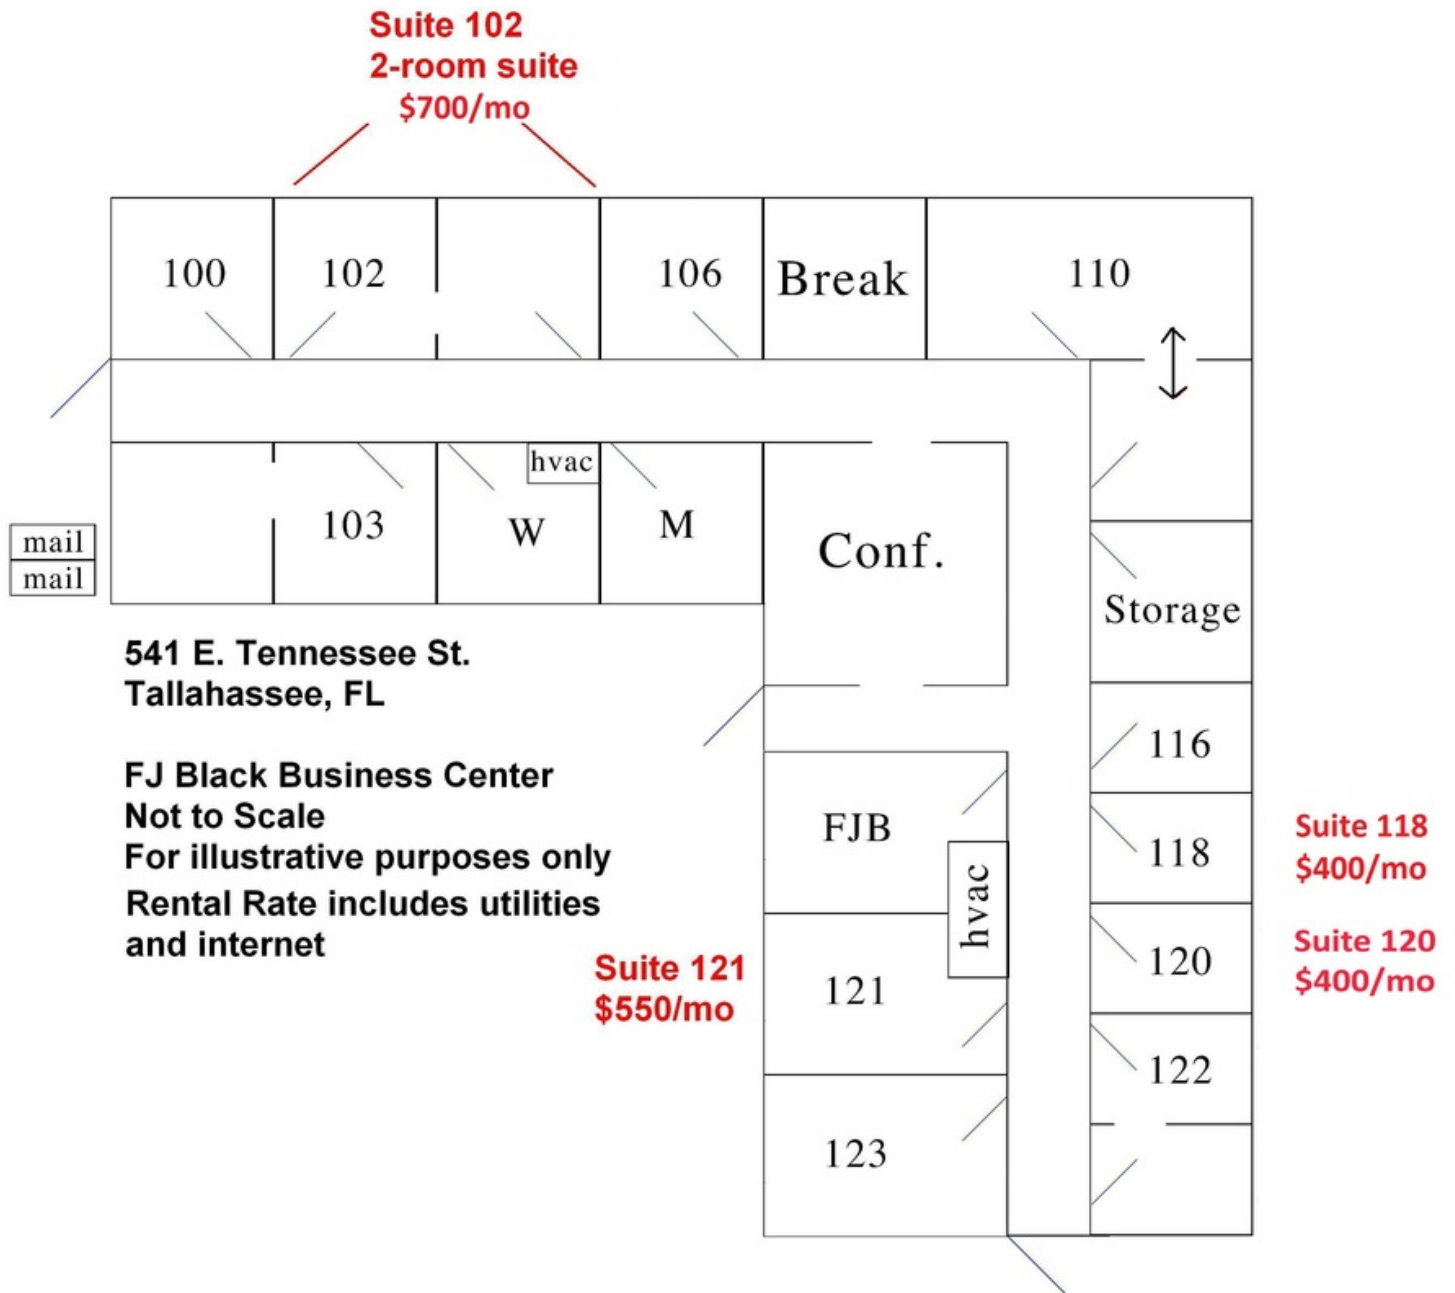 Suite 102
2-room suite
$700/mo
100
102
106
Break
110
hvac
103
W
M
Conf.
mail
mail
Storage
541 E. Tennessee St.
Tallahassee, FL
116
FJ Black Business Center
Not to Scale
For illustrative purposes only
Rental Rate includes utilities
and internet
FJB
hvac
118
Suite 118
$400/mo
Suite 121
$550/mo
121
120
Suite 120
$400/mo
122
123